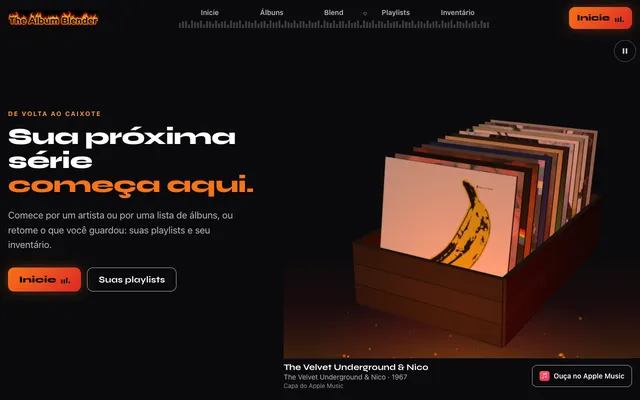 The Album Blender
Início
Álbuns
Blend
Playlists
Inventário
Inicie
DE VOLTA AO CAIXOTE
Sua próxima
série
começa aqui.
Comece por um artista ou por uma lista de álbuns, ou
retome o que você guardou: suas playlists e seu
inventário.
Inicie
Suas playlists
The Velvet Underground & Nico
The Velvet Underground & Nico · 1967
Capa do Apple Music
Ouça no Apple Music